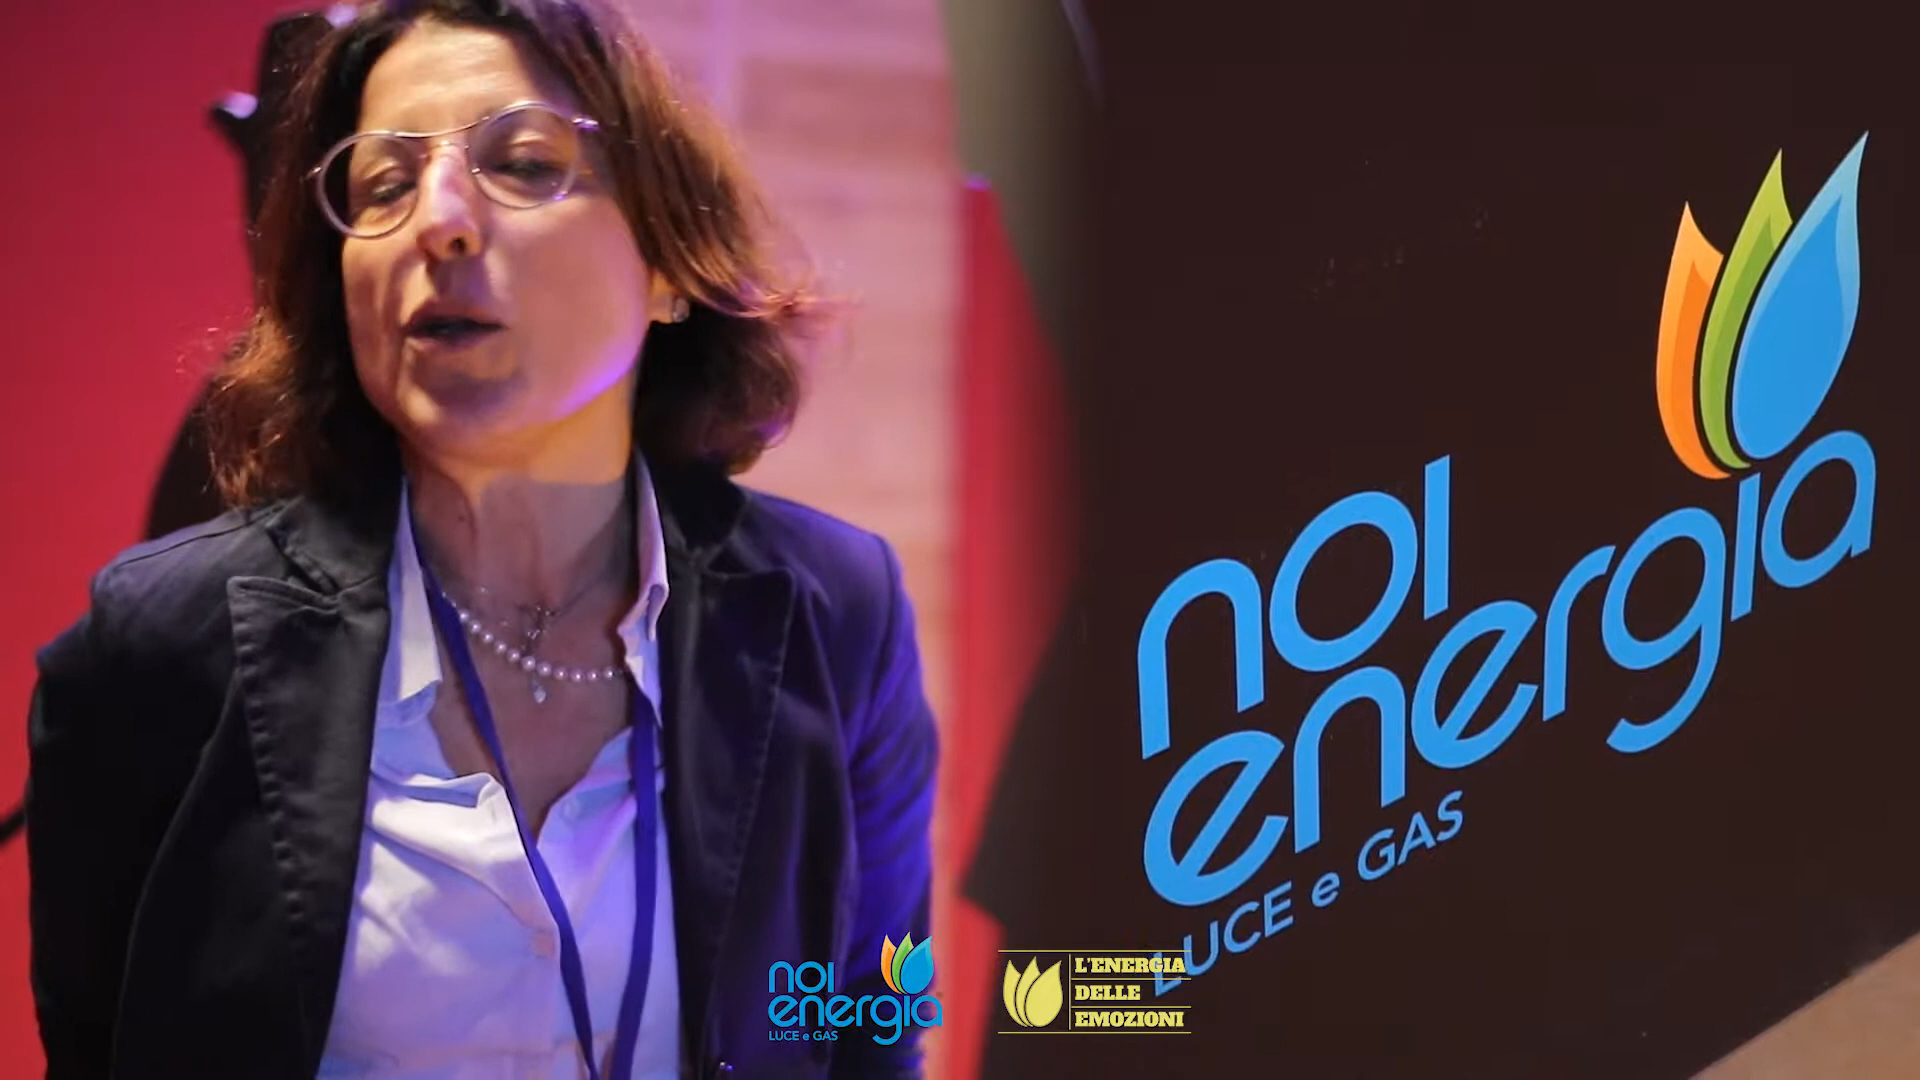 noi
energia
LUCE e GAS
noi
energia
LUCE e GAS
L'ENERGIA
DELLE
EMOZIONI